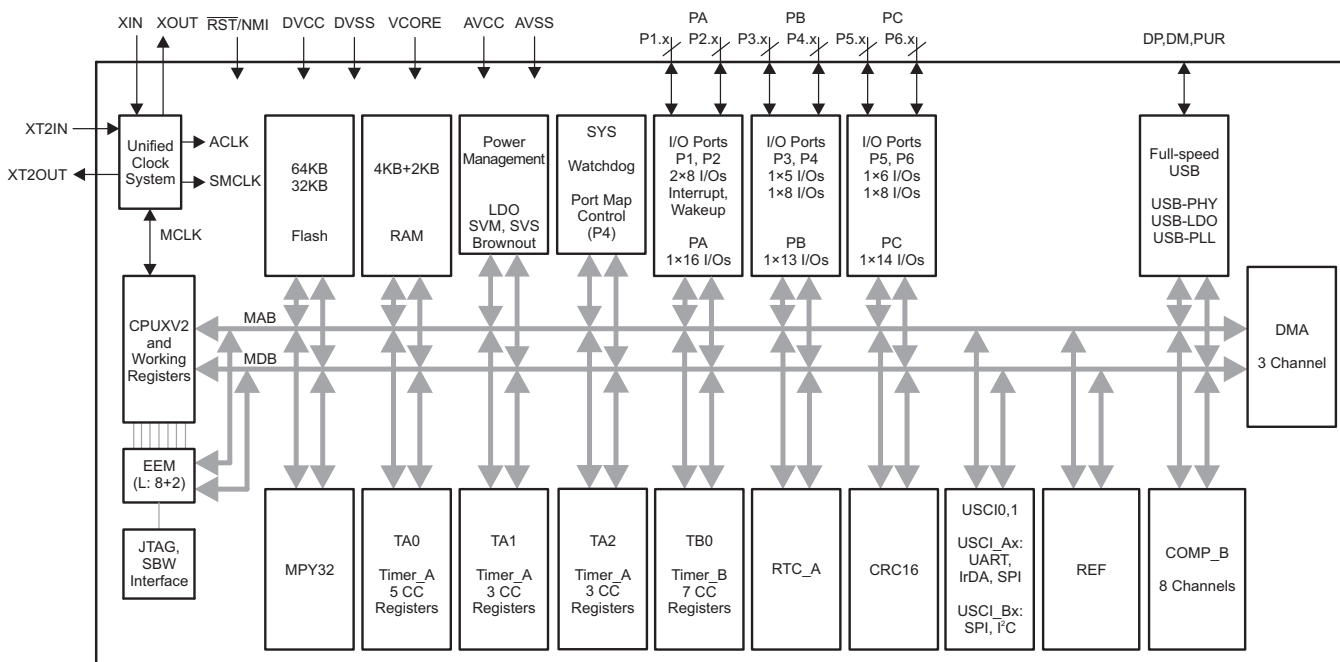 XIN
XOUT
RST/NMI
DVCC
DVSS
VCORE
AVCC
AVSS
PA
P1.x
P2.x
PB
P3.x
P4.x
PC
P5.x
P6.x
DP,DM,PUR
XT2IN
XT2OUT
Unified
Clock
System
ACLK
SMCLK
MCLK
64KB
32KB
Flash
4KB+2KB
RAM
Power
Management
LDO
SVM, SVS
Brownout
SYS
Watchdog
Port Map
Control
(P4)
I/O Ports
P1, P2
2×8 I/Os
Interrupt,
Wakeup
PA
1×16 I/Os
I/O Ports
P3, P4
1×5 I/Os
1×8 I/Os
PB
1×13 I/Os
I/O Ports
P5, P6
1×6 I/Os
1×8 I/Os
PC
1×14 I/Os
Full-speed
USB
USB-PHY
USB-LDO
USB-PLL
CPUXV2
and
Working
Registers
MAB
MDB
DMA
3 Channel
EEM
(L: 8+2)
JTAG,
SBW
Interface
MPY32
TA0
Timer_A
5 CC
Registers
TA1
Timer_A
3 CC
Registers
TA2
Timer_A
3 CC
Registers
TB0
Timer_B
7 CC
Registers
RTC_A
CRC16
USCI0,1
USCI_Ax:
UART,
IrDA, SPI
USCI_Bx:
SPI, I²C
REF
COMP_B
8 Channels